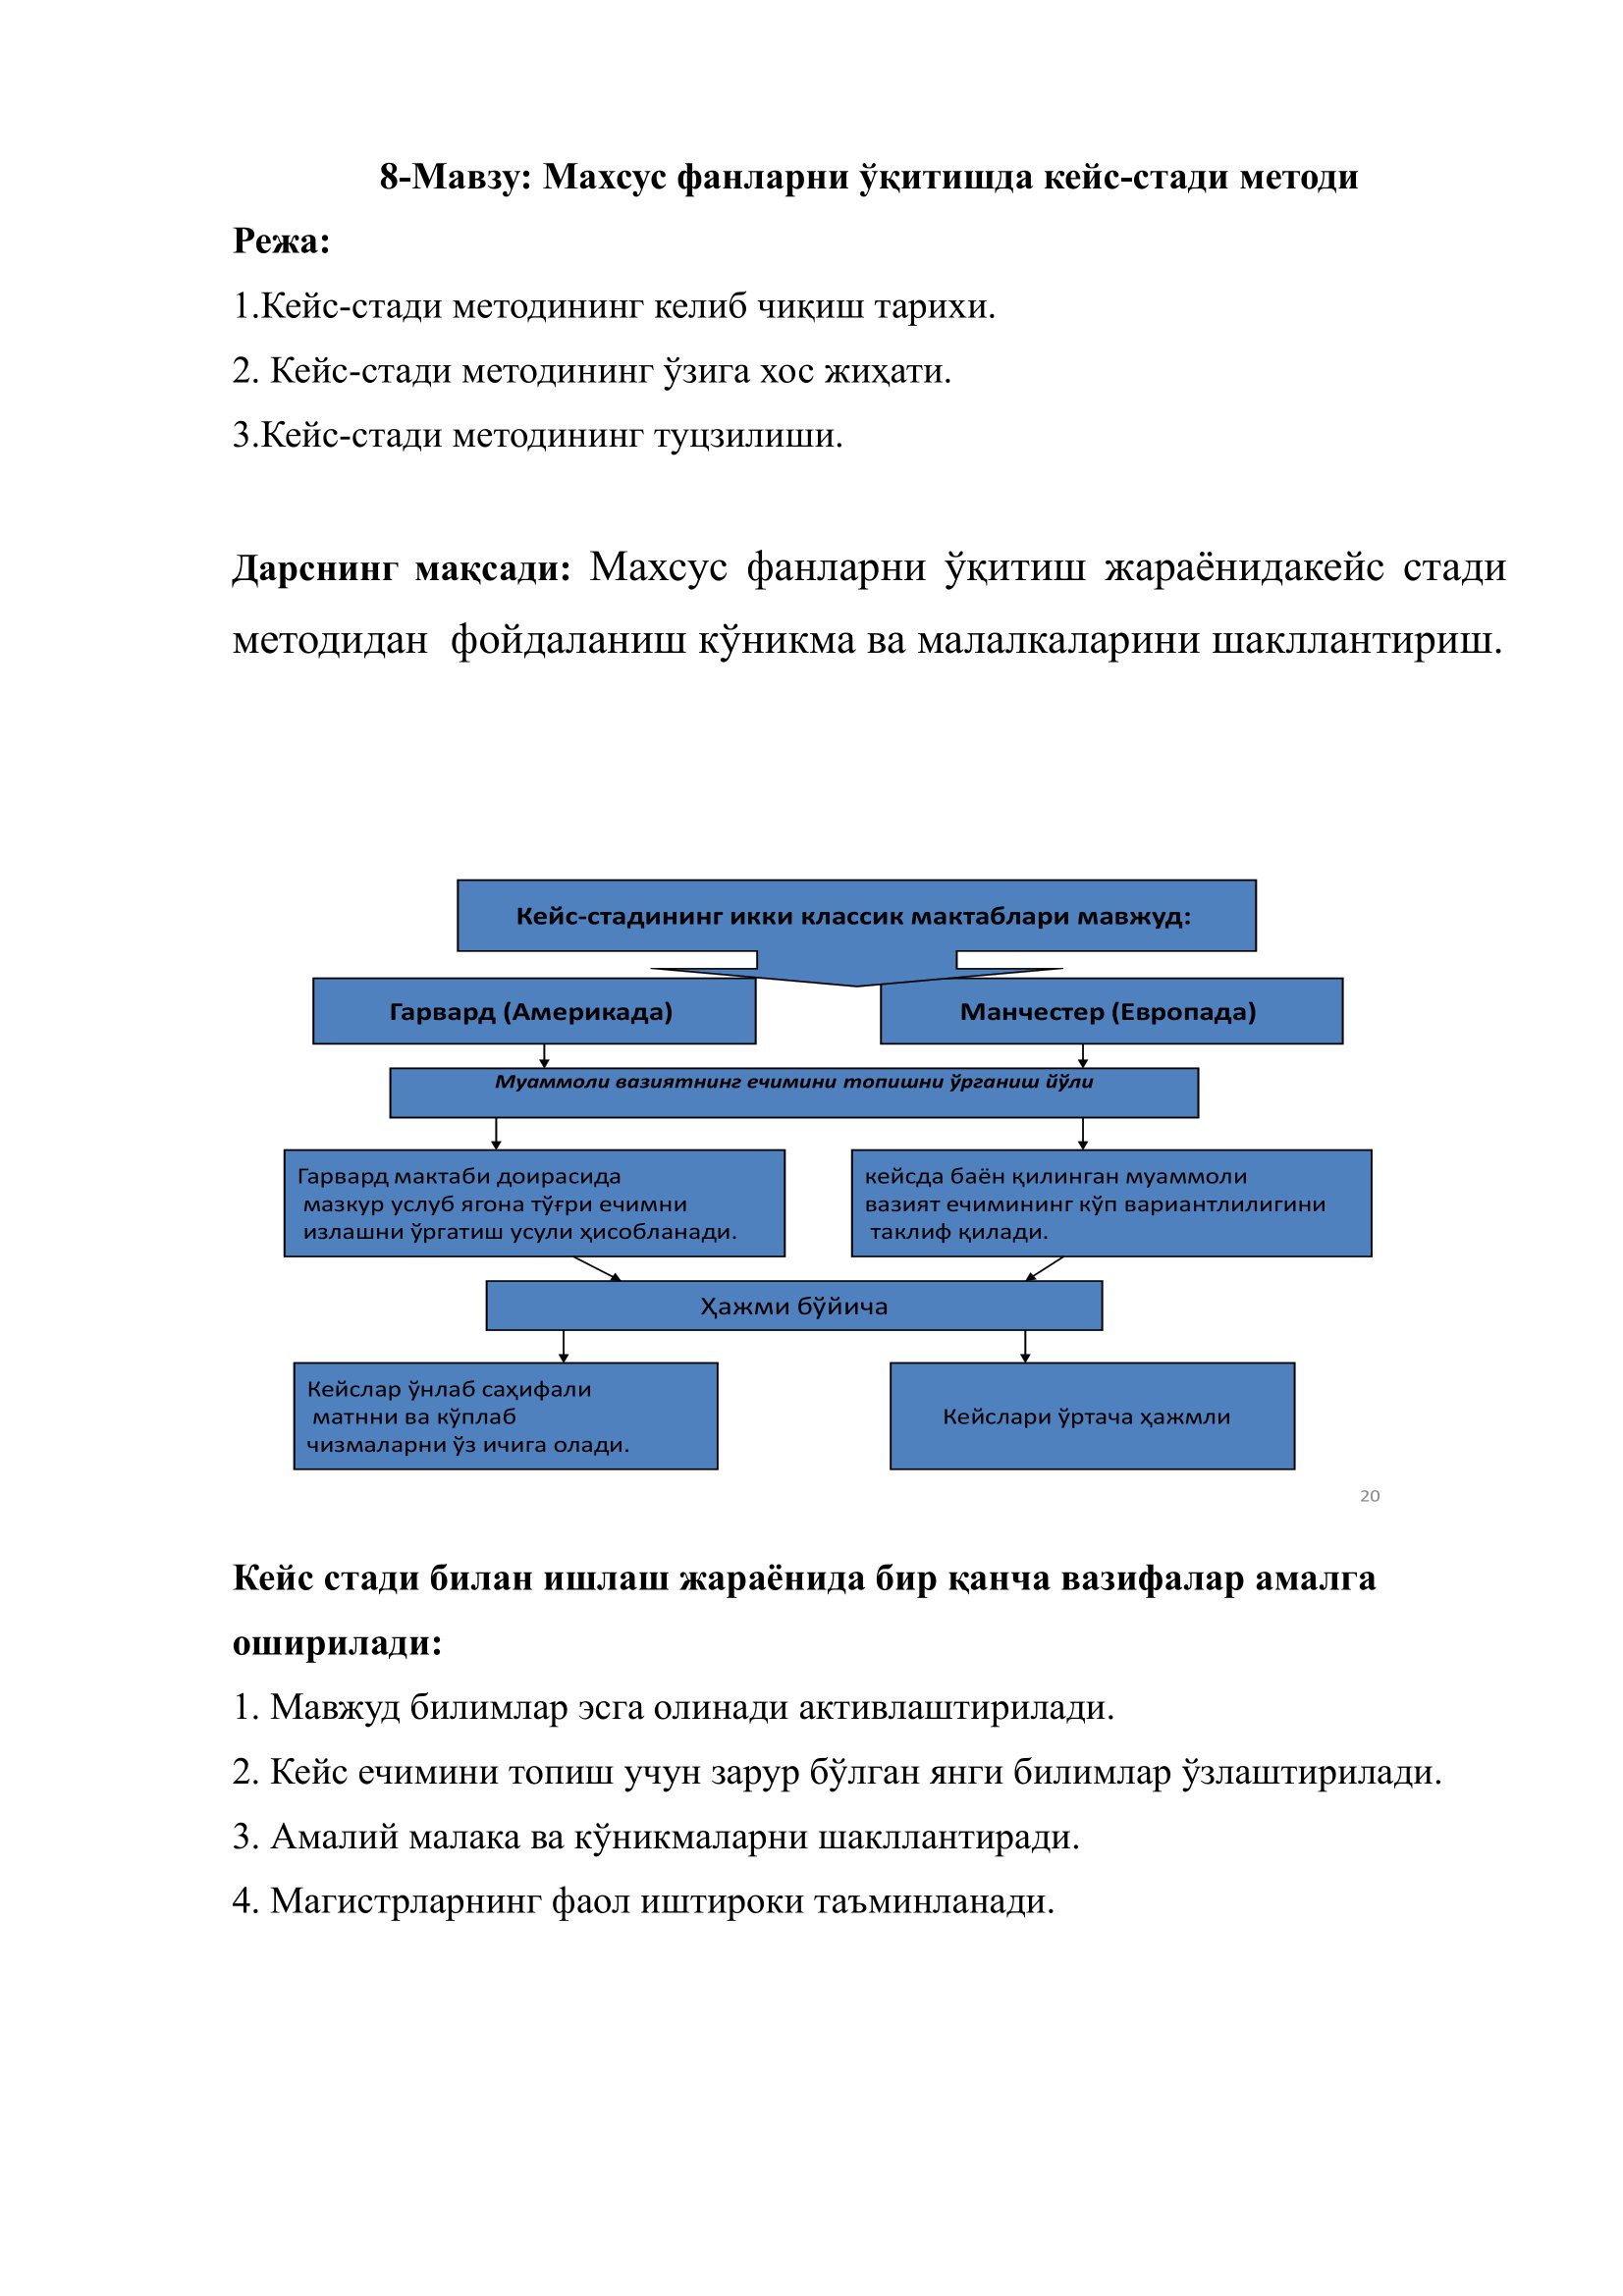 8-Мавзу: Махсус фанларни ўқитишда кейс-стади методи
Режа:
1.Кейс-стади методининг келиб чиқиш тарихи.
2. Кейс-стади методининг ўзига хос жиҳати.
3.Кейс-стади методининг туцзилиши.
Дарснинг мақсади: Махсус фанларни ўқитиш жараёнидакейс стади
методидан фойдаланиш кўникма ва малалкаларини шакллантириш.
Кейс-стадининг икки классик мактаблари мавжуд:
Гарвард (Америкада)
Манчестер (Европада)
Муаммоли вазиятнинг ечимини топишни ўрганиш йўли
Гарвард мактаби доирасида
мазкур услуб ягона тўғри ечимни
излашни ўргатиш усули ҳисобланади.
кейсда баён қилинган муаммоли
вазият ечимининг кўп вариантлилигини
таклиф қилади.
Ҳажми бўйича
Кейслар ўнлаб саҳифали
матнни ва кўплаб
чизмаларни ўз ичига олади.
Кейслари ўртача ҳажмли
20
Кейс стади билан ишлаш жараёнида бир қанча вазифалар амалга
оширилади:
1. Мавжуд билимлар эсга олинади активлаштирилади.
2. Кейс ечимини топиш учун зарур бўлган янги билимлар ўзлаштирилади.
3. Амалий малака ва кўникмаларни шакллантиради.
4. Магистрларнинг фаол иштироки таъминланади.